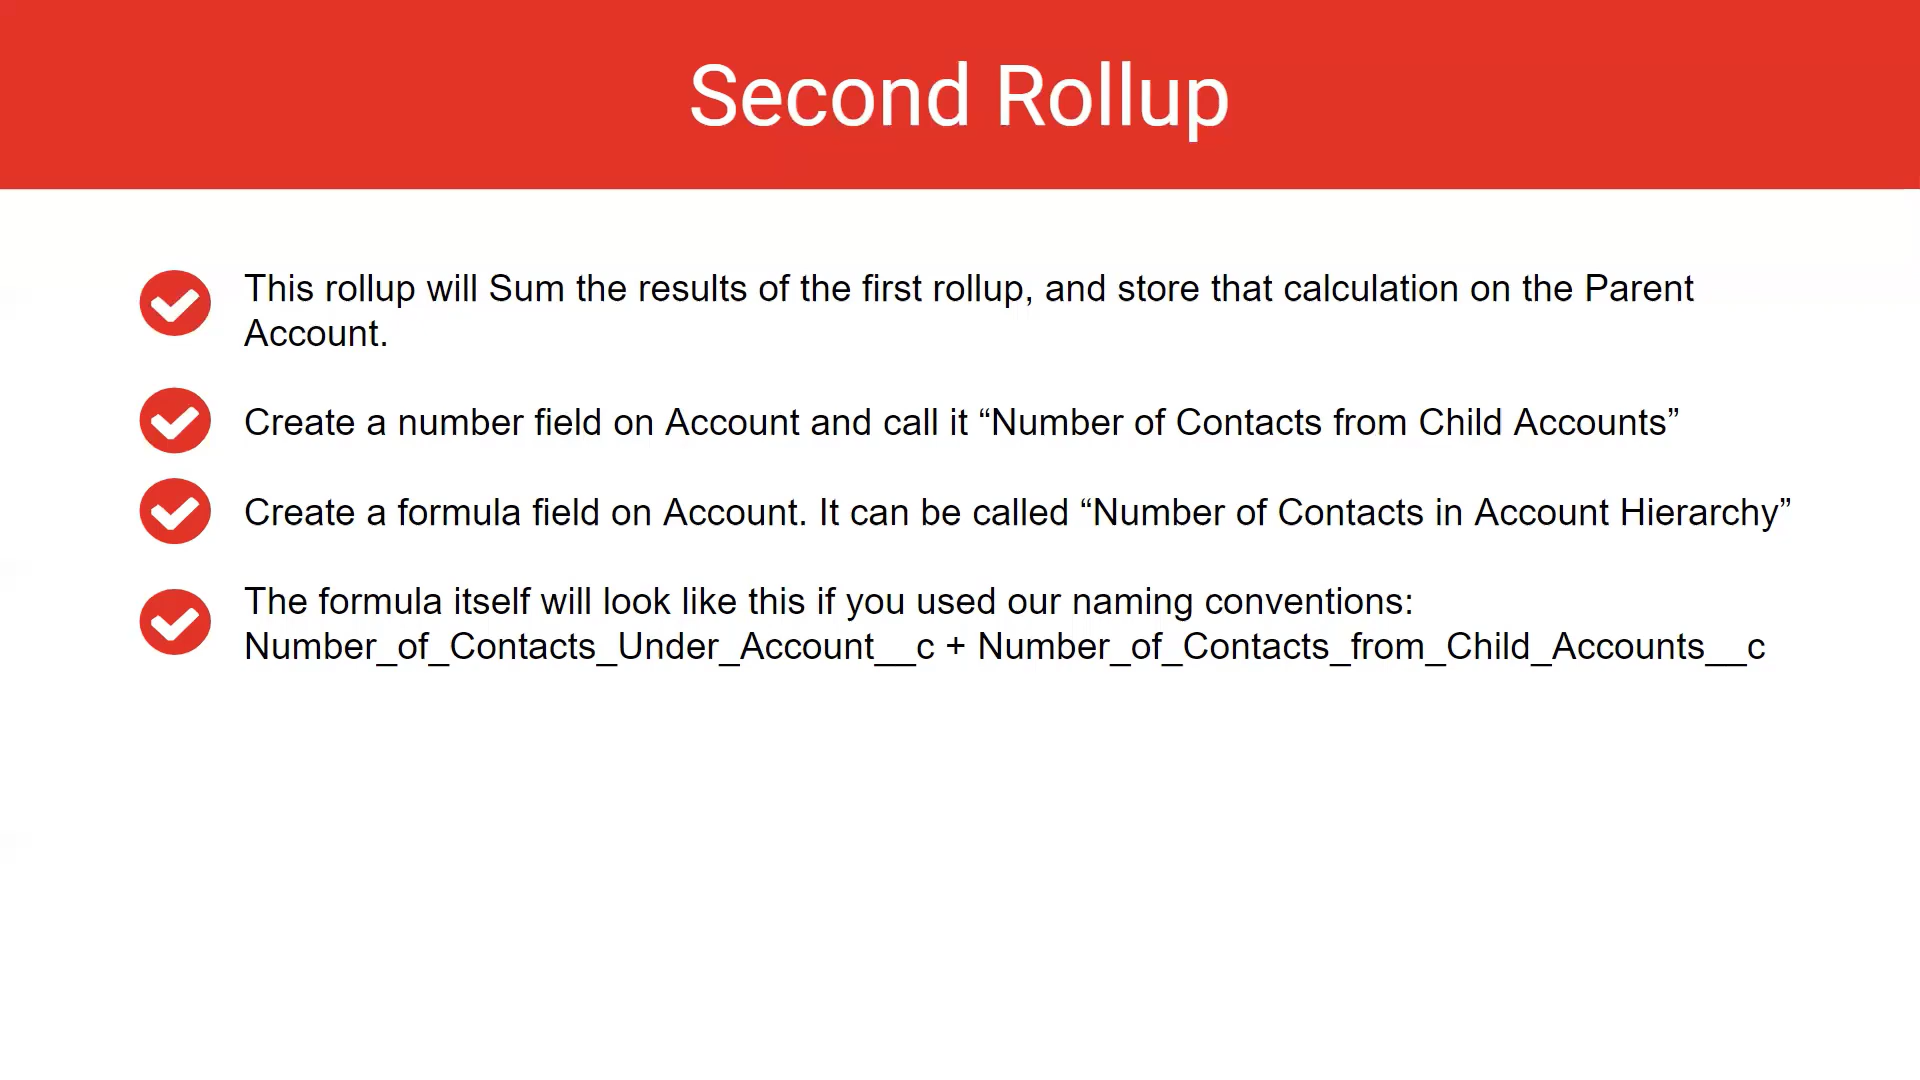 Second Rollup
This rollup will Sum the results of the first rollup, and store that calculation on the Parent
Account.
Create a number field on Account and call it “Number of Contacts from Child Accounts”
Create a formula field on Account. It can be called “Number of Contacts in Account Hierarchy”
The formula itself will look like this if you used our naming conventions:
Number_of_Contacts_Under_Account__c + Number_of_Contacts_from_Child_Accounts__c